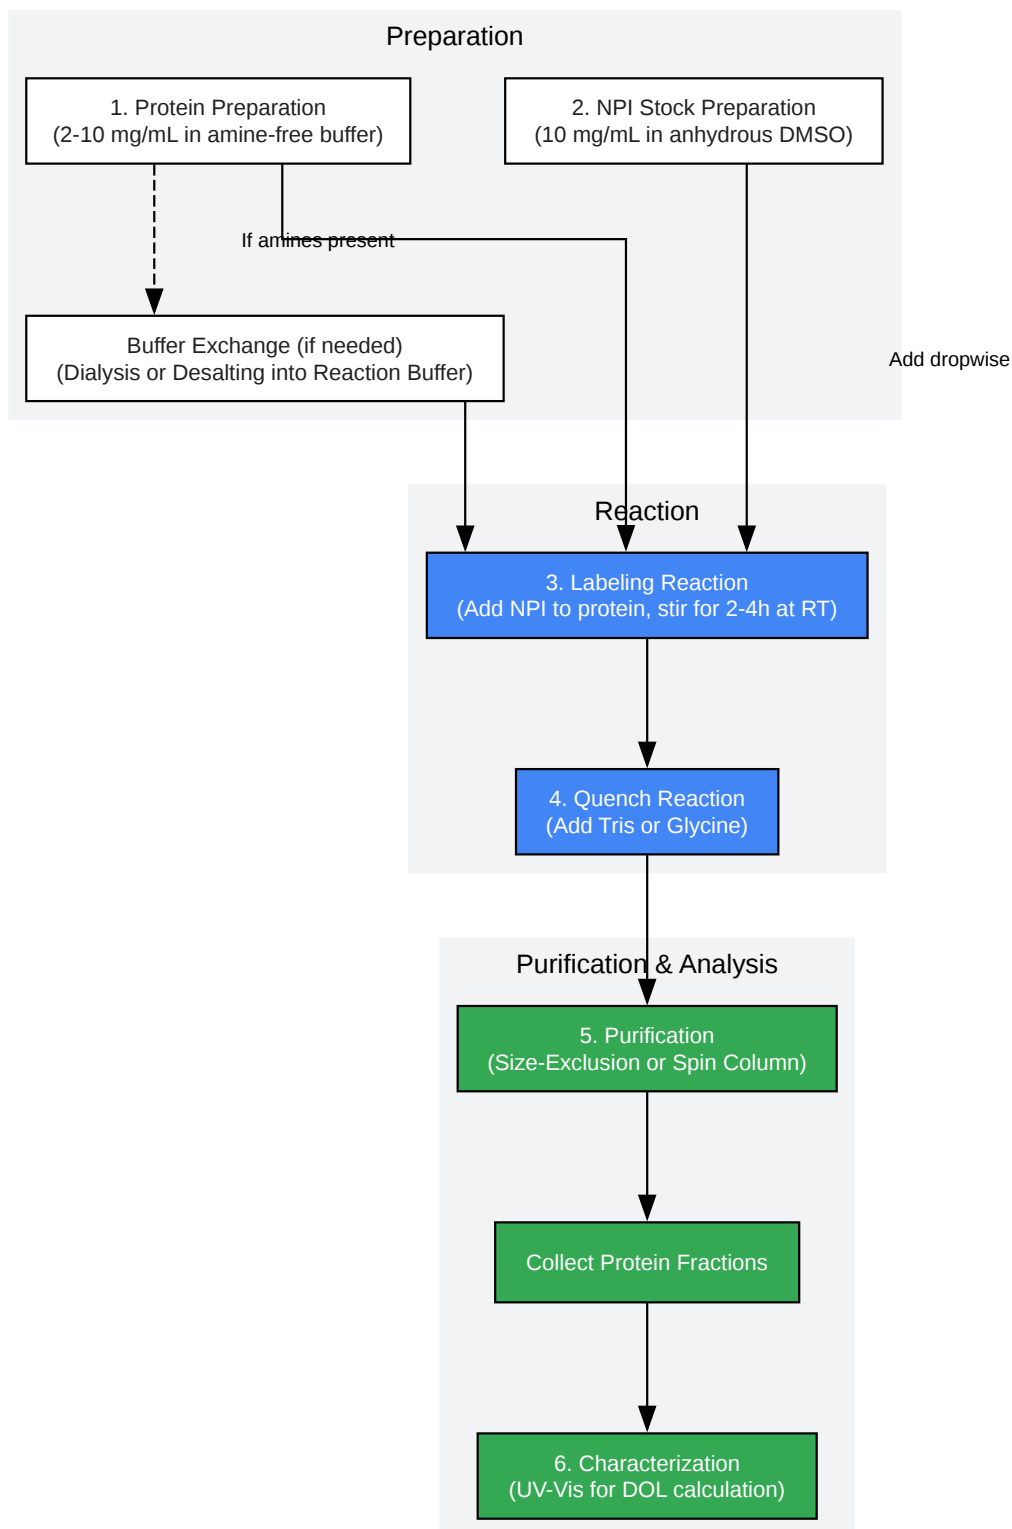 Preparation
1. Protein Preparation
(2-10 mg/mL in amine-free buffer)
2. NPI Stock Preparation
(10 mg/mL in anhydrous DMSO)
If amines present
Buffer Exchange (if needed)
(Dialysis or Desalting into Reaction Buffer)
Add dropwise
Reaction
3. Labeling Reaction
(Add NPI to protein, stir for 2-4h at RT)
4. Quench Reaction
(Add Tris or Glycine)
Purification & Analysis
5. Purification
(Size-Exclusion or Spin Column)
Collect Protein Fractions
6. Characterization
(UV-Vis for DOL calculation)